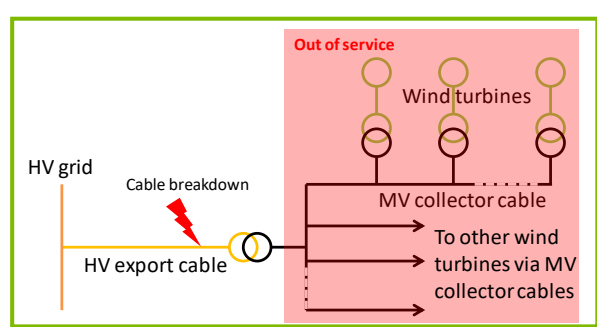 Out of service
Wind turbines
HV grid
Cable breakdown
MV collector cable
HV export cable
To other wind
turbines via MV
collector cables